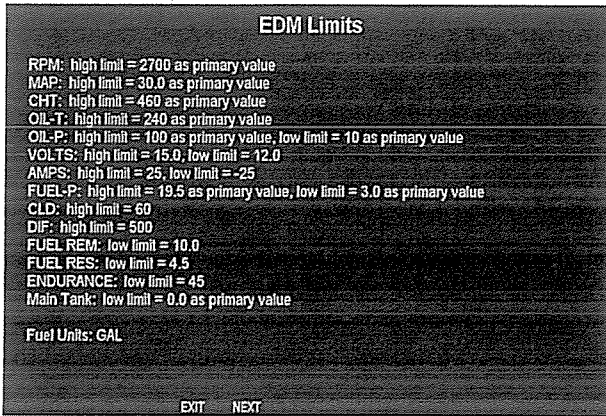 EDM Limits
RPM: high limit = 2700 as primary value
MAP: high limit = 30.0 as primary value
CHT: high limit = 460 as primary value
OIL-T: high limit = 240 as primary value
OIL-P: high limit = 100 as primary value, low limit = 10 as primary value
VOLTS: high limit = 15.0, low limit = 12.0
AMPS: high limit = 25, low limit = -25
FUEL-P: high limit = 19.5 as primary value, low limit = 3.0 as primary value
CLD: high limit = 60
DIF: high limit = 500
FUEL REM: low limit = 10.0
FUEL RES: low limit = 4.5
ENDURANCE: low limit = 45
Main Tank: low limit = 0.0 as primary value
Fuel Units: GAL
EXIT NEXT